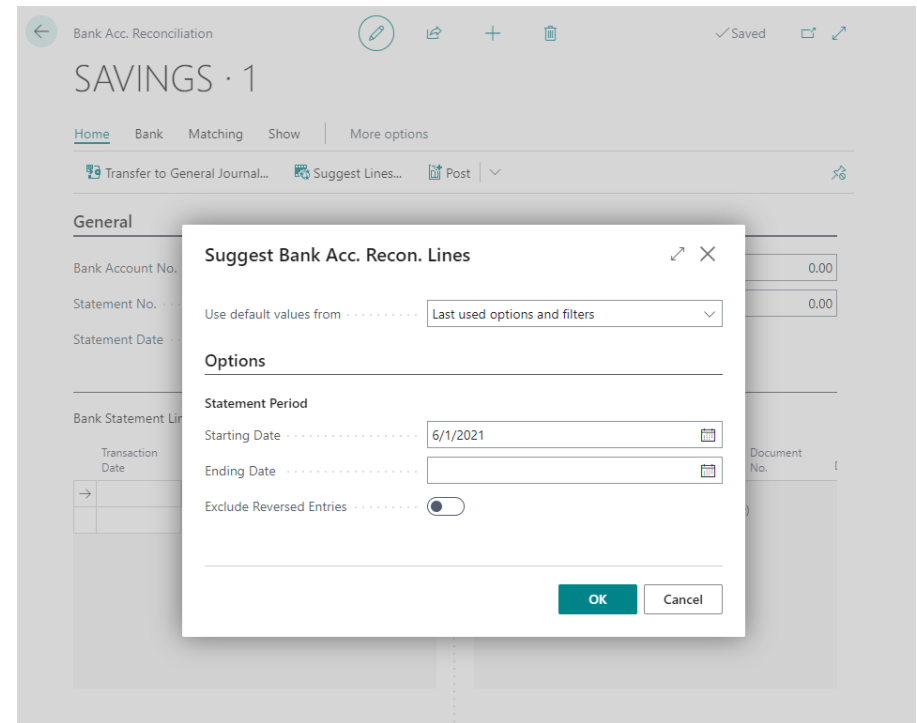 Bank Acc. Reconciliation
Saved
SAVINGS · 1
Home Bank Matching Show More options
Transfer to General Journal... Suggest Lines... Post
General
Bank Account No. 0.00
Statement No. 0.00
Statement Date
Suggest Bank Acc. Recon. Lines
Use default values from Last used options and filters
Options
Statement Period
Starting Date 6/1/2021
Ending Date
Exclude Reversed Entries
OK Cancel
Bank Statement
Transaction Document
Date No.